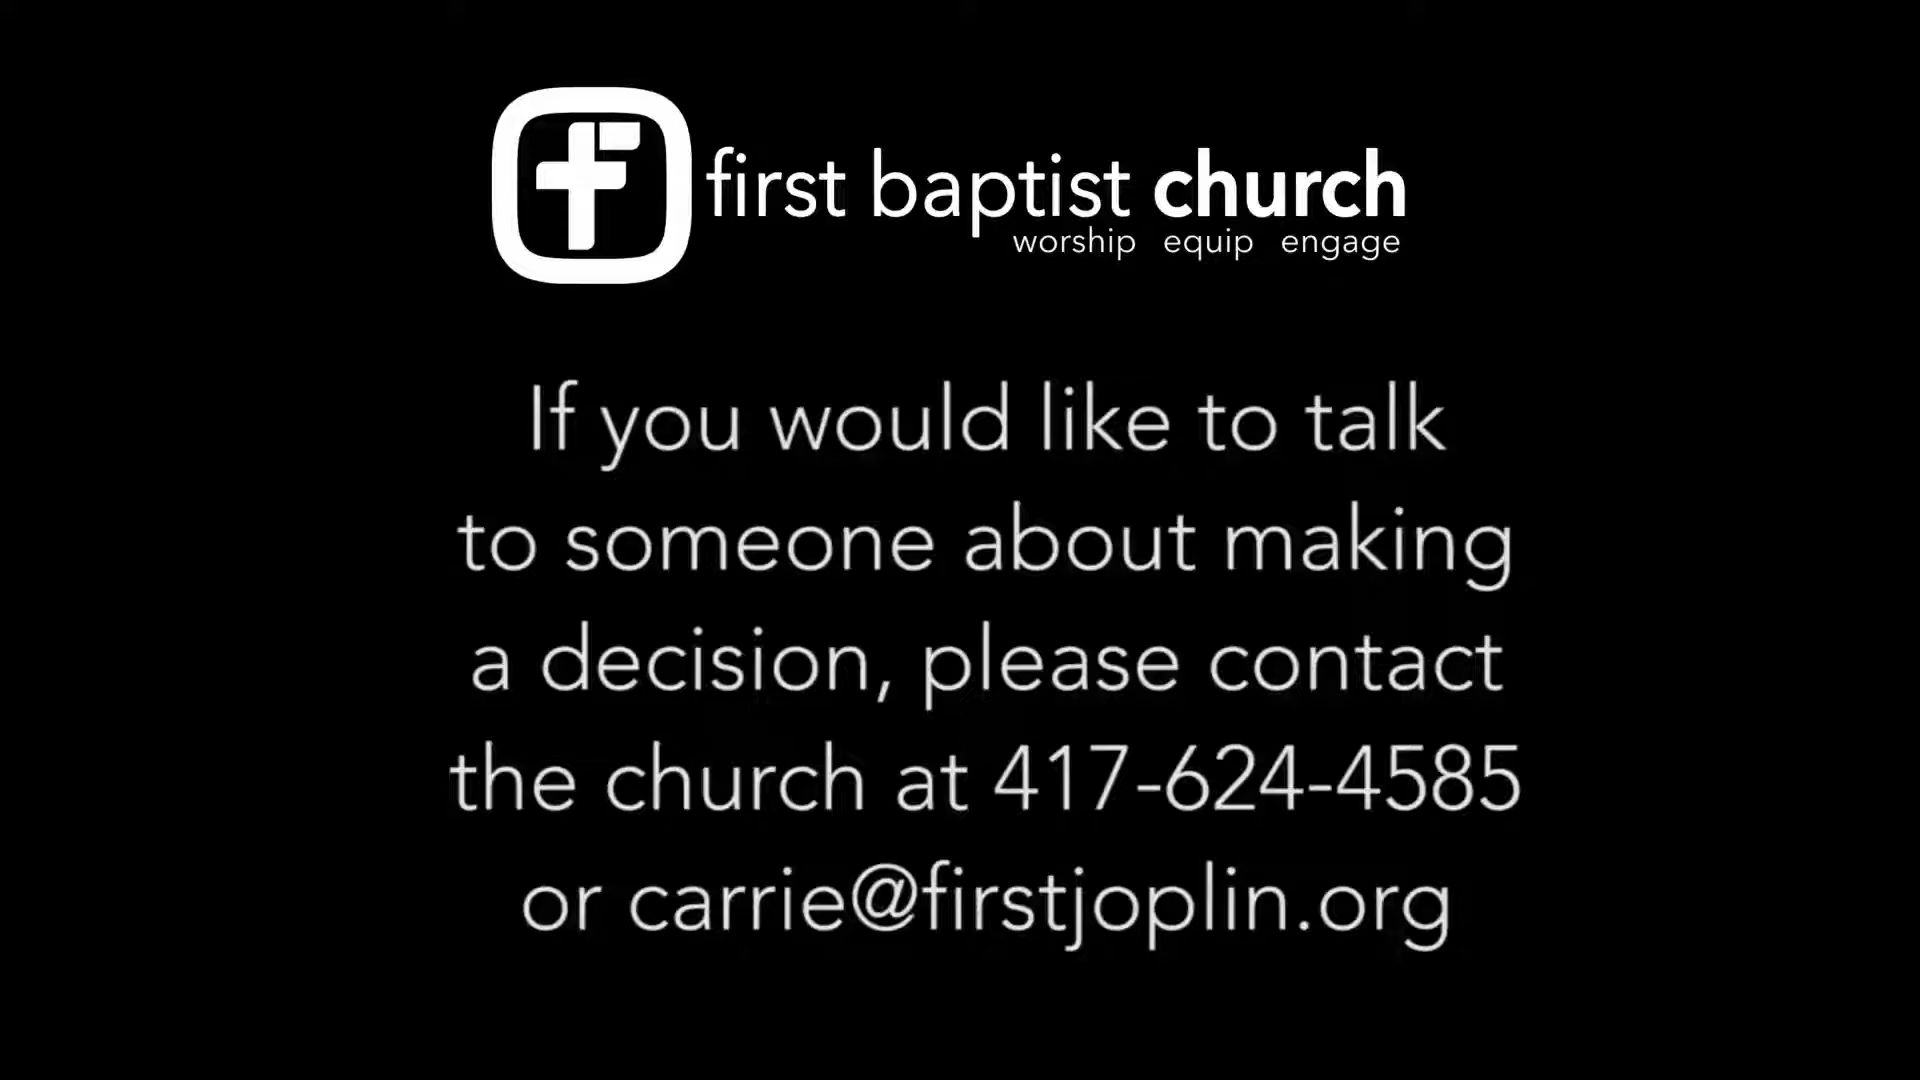 first baptist church
worship equip engage
If you would like to talk
to someone about making
a decision, please contact
the church at 417-624-4585
or carrie@firstjoplin.org